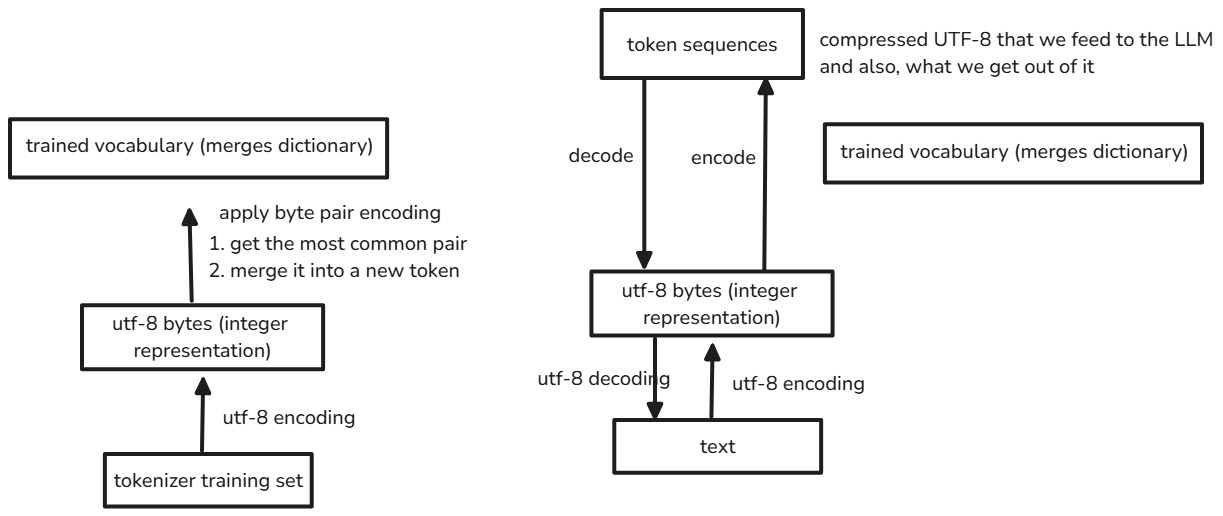 trained vocabulary (merges dictionary)
apply byte pair encoding
1. get the most common pair
2. merge it into a new token
utf-8 bytes (integer
representation)
utf-8 encoding
tokenizer training set
token sequences
compressed UTF-8 that we feed to the LLM
and also, what we get out of it
decode
encode
trained vocabulary (merges dictionary)
utf-8 bytes (integer
representation)
utf-8 decoding
utf-8 encoding
text